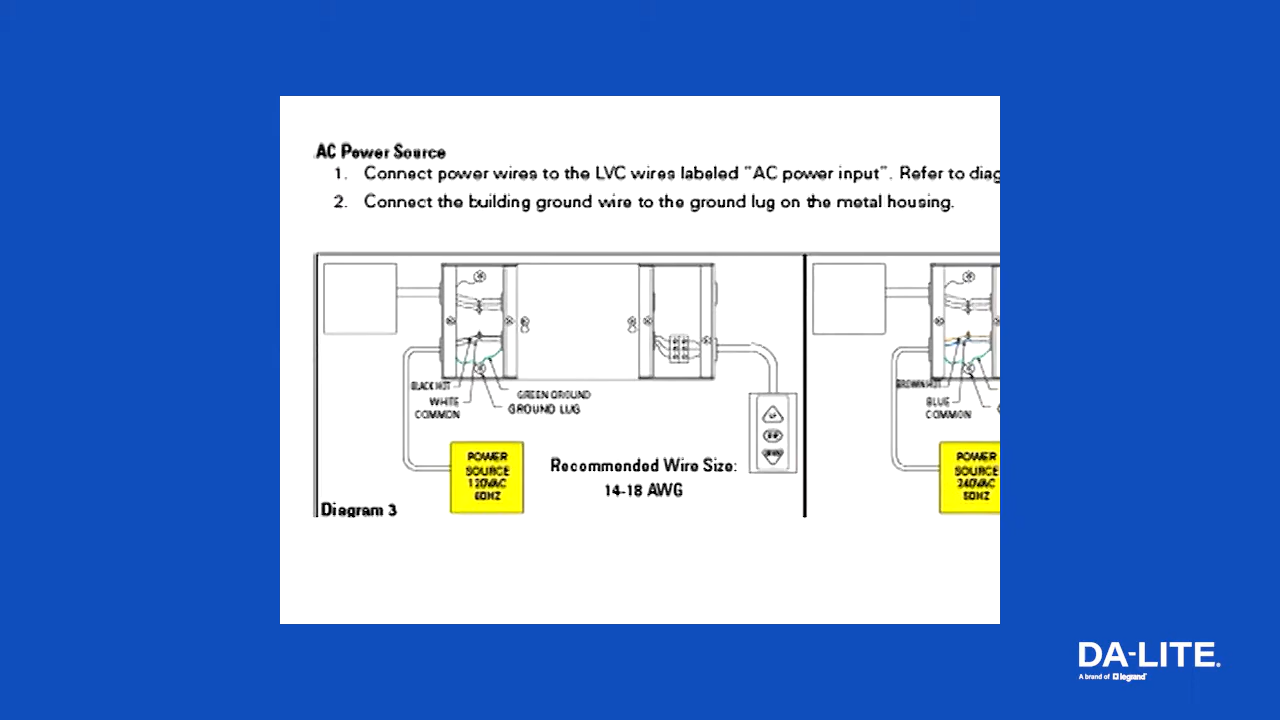 AC Power Source
1. Connect power wires to the LVC wires labeled "AC power input". Refer to diag
2. Connect the building ground wire to the ground lug on the metal housing.
BLACK HOT
WHITE
COMMON
GREEN GROUND
GROUND LUG
POWER
SOURCE
120VAC
60HZ
Recommended Wire Size:
14-18 AWG
Diagram 3
BROWN HOT
BLUE
COMMON
POWER
SOURCE
240VAC
50HZ
DA-LITE.
A brand of legrand